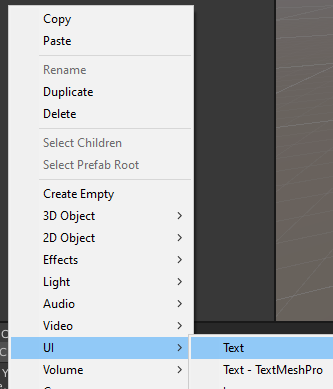 Copy
Paste
Rename
Duplicate
Delete
Select Children
Select Prefab Root
Create Empty
3D Object
2D Object
Effects
Light
Audio
Video
UI
Text
Volume
Text - TextMeshPro